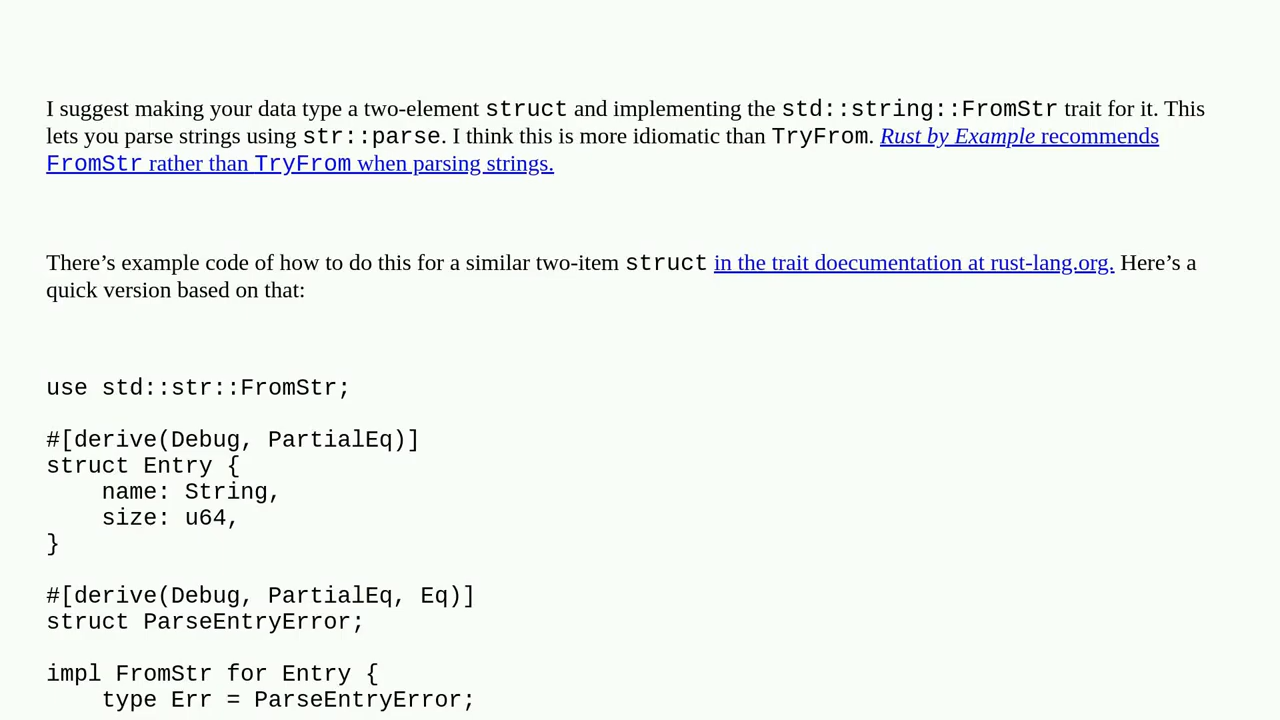 I suggest making your data type a two-element struct and implementing the std::string::FromStr trait for it. This
lets you parse strings using str::parse. I think this is more idiomatic than TryFrom. Rust by Example recommends
FromStr rather than TryFrom when parsing strings.
There’s example code of how to do this for a similar two-item struct in the trait doecumentation at rust-lang.org. Here’s a
quick version based on that:
use std::str::FromStr;
#[derive(Debug, PartialEq)]
struct Entry {
    name: String,
    size: u64,
}
#[derive(Debug, PartialEq, Eq)]
struct ParseEntryError;
impl FromStr for Entry {
    type Err = ParseEntryError;